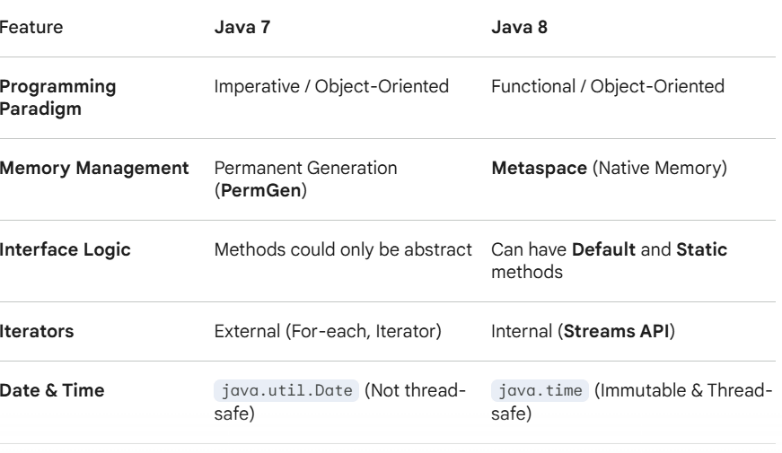 Feature Java 7 Java 8
Programming Paradigm Imperative / Object-Oriented Functional / Object-Oriented
Memory Management Permanent Generation (PermGen) Metaspace (Native Memory)
Interface Logic Methods could only be abstract Can have Default and Static methods
Iterators External (For-each, Iterator) Internal (Streams API)
Date & Time java.util.Date (Not thread-safe) java.time (Immutable & Thread-safe)